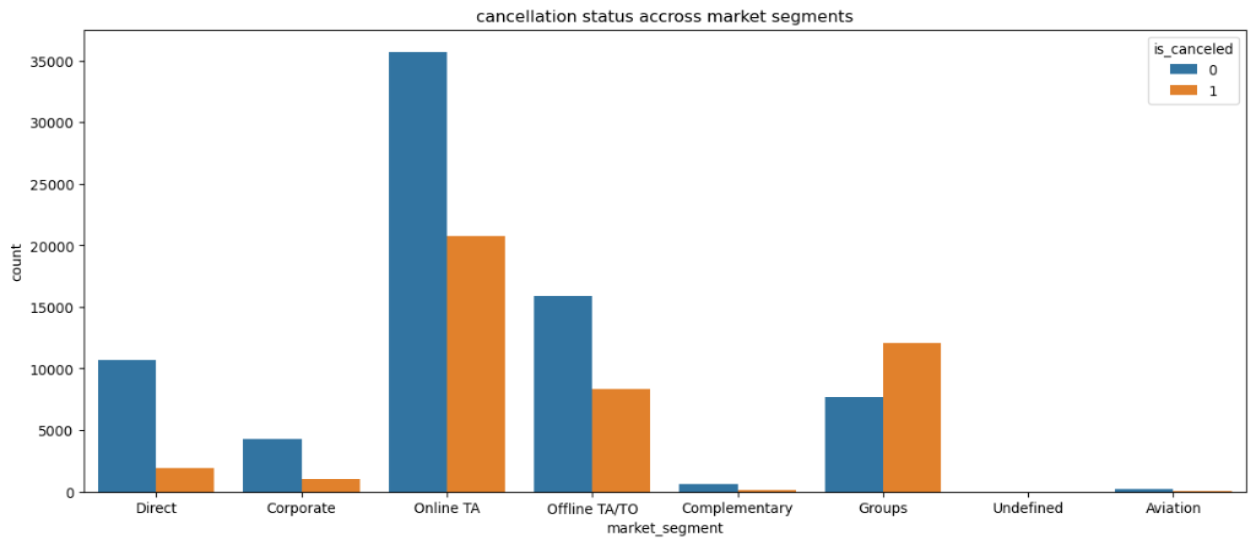 cancellation status accross market segments
is_canceled
0
1
35000
30000
25000
20000
15000
10000
5000
0
count
Direct Corporate Online TA Offline TA/TO Complementary Groups Undefined Aviation
market_segment